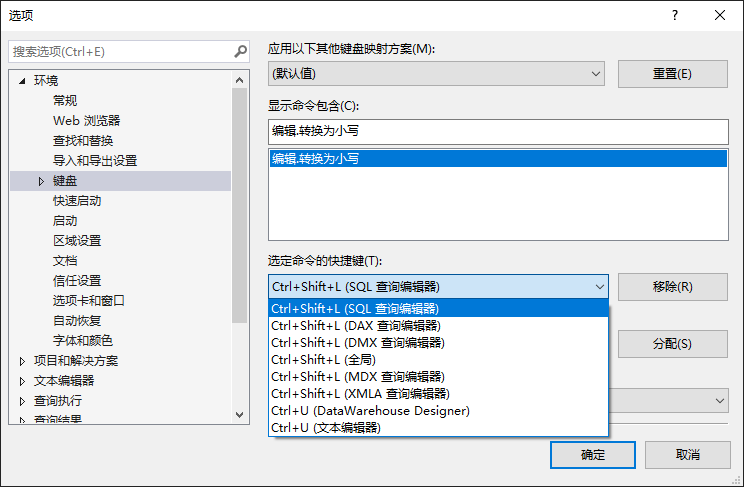 选项
搜索选项(Ctrl+E)
环境
常规
Web 浏览器
查找和替换
导入和导出设置
键盘
快速启动
启动
区域设置
文档
信任设置
选项卡和窗口
自动恢复
字体和颜色
项目和解决方案
文本编辑器
查询执行
查询结果
应用以下其他键盘映射方案(M):
(默认值)
重置(E)
显示命令包含(C):
编辑.转换为小写
编辑.转换为小写
选定命令的快捷键(T):
Ctrl+Shift+L (SQL 查询编辑器)
移除(R)
Ctrl+Shift+L (SQL 查询编辑器)
Ctrl+Shift+L (DAX 查询编辑器)
Ctrl+Shift+L (DMX 查询编辑器)
Ctrl+Shift+L (全局)
Ctrl+Shift+L (MDX 查询编辑器)
Ctrl+Shift+L (XMLA 查询编辑器)
Ctrl+U (DataWarehouse Designer)
Ctrl+U (文本编辑器)
分配(S)
确定
取消